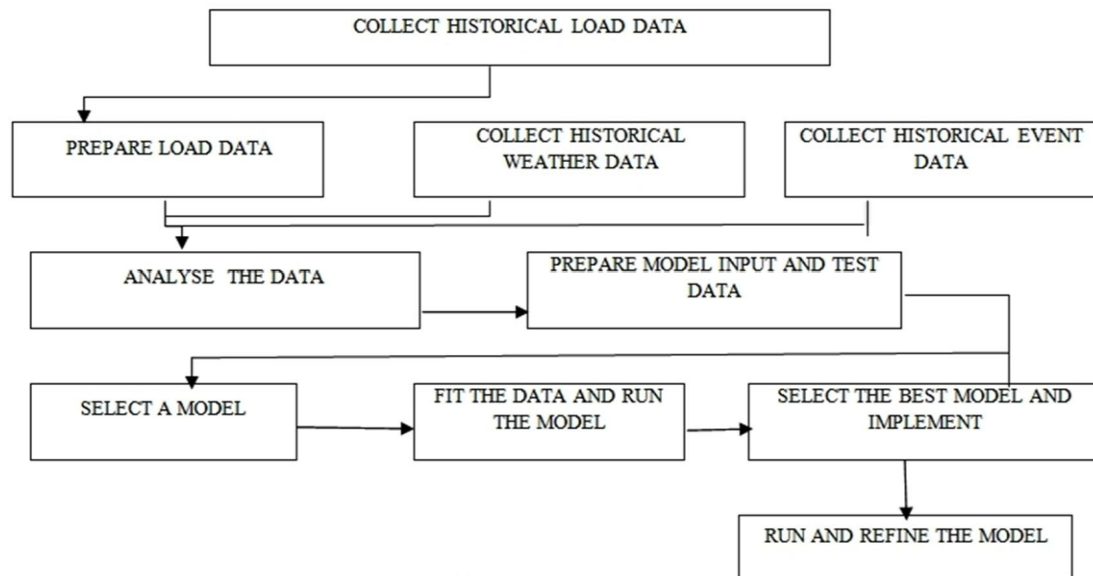 COLLECT HISTORICAL LOAD DATA
PREPARE LOAD DATA
COLLECT HISTORICAL
WEATHER DATA
COLLECT HISTORICAL EVENT
DATA
ANALYSE THE DATA
PREPARE MODEL INPUT AND TEST
DATA
SELECT A MODEL
FIT THE DATA AND RUN
THE MODEL
SELECT THE BEST MODEL AND
IMPLEMENT
RUN AND REFINE THE MODEL